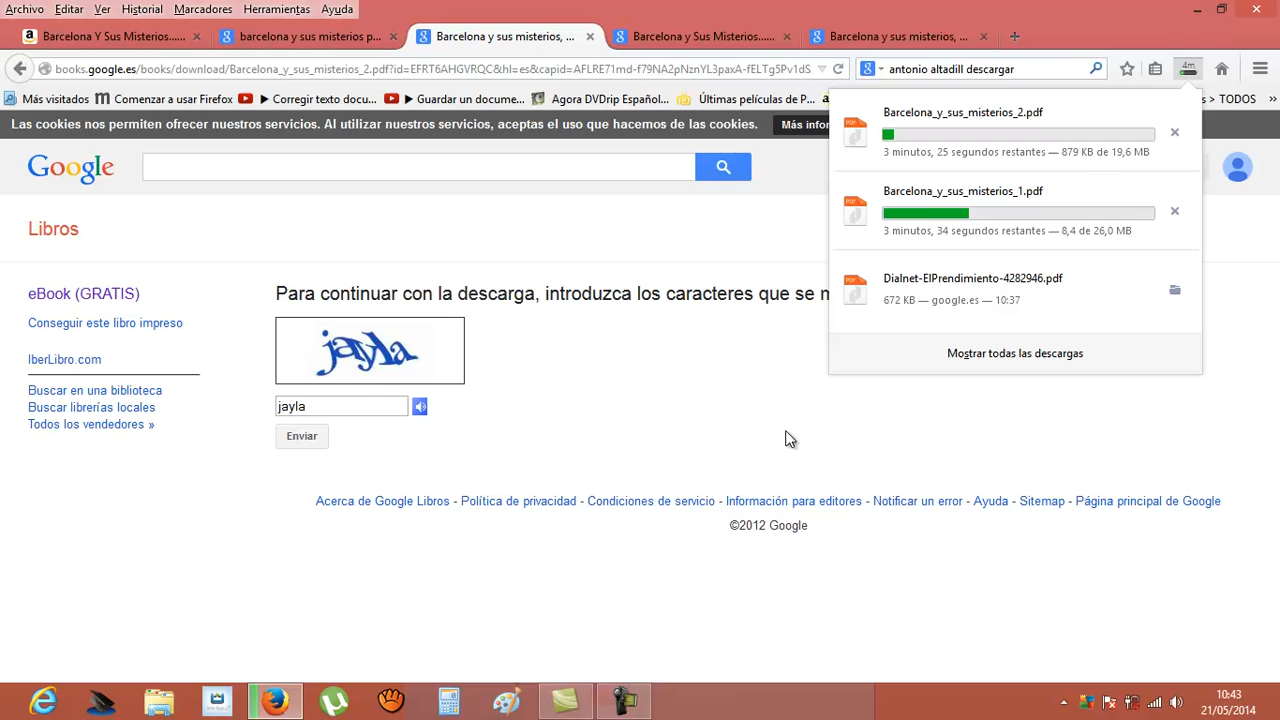 Archivo Editar Ver Historial Marcadores Herramientas Ayuda
Barcelona Y Sus Misterios...... barcelona y sus misterios p... Barcelona y sus misterios, ... Barcelona y Sus Misterios...... Barcelona y sus misterios, ...
books.google.es/books/download/Barcelona_y_sus_misterios_2.pdf?id=EFRT6AHGVRQC&hl=es&capid=AFLRE71md-f79NA2pNznYL3paxA-fELTg5Pv1dS antonio altadill descargar 4m
Más visitados Comenzar a usar Firefox Corregir texto docum... Guardar un docume... Agora DVDrip Español... Últimas películas de P... > TODOS
Las cookies nos permiten ofrecer nuestros servicios. Al utilizar nuestros servicios, aceptas el uso que hacemos de las cookies. Más infor
Barcelona_y_sus_misterios_2.pdf
3 minutos, 25 segundos restantes — 879 KB de 19,6 MB
Barcelona_y_sus_misterios_1.pdf
3 minutos, 34 segundos restantes — 8,4 de 26,0 MB
Dialnet-ElPrendimiento-4282946.pdf
672 KB — google.es — 10:37
Mostrar todas las descargas
Google
Libros
eBook (GRATIS)
Conseguir este libro impreso
IberLibro.com
Buscar en una biblioteca
Buscar librerías locales
Todos los vendedores »
Para continuar con la descarga, introduzca los caracteres que se m
jayla
jayla
Enviar
Acerca de Google Libros - Política de privacidad - Condiciones de servicio - Información para editores - Notificar un error - Ayuda - Sitemap - Página principal de Google
©2012 Google
10:43
21/05/2014